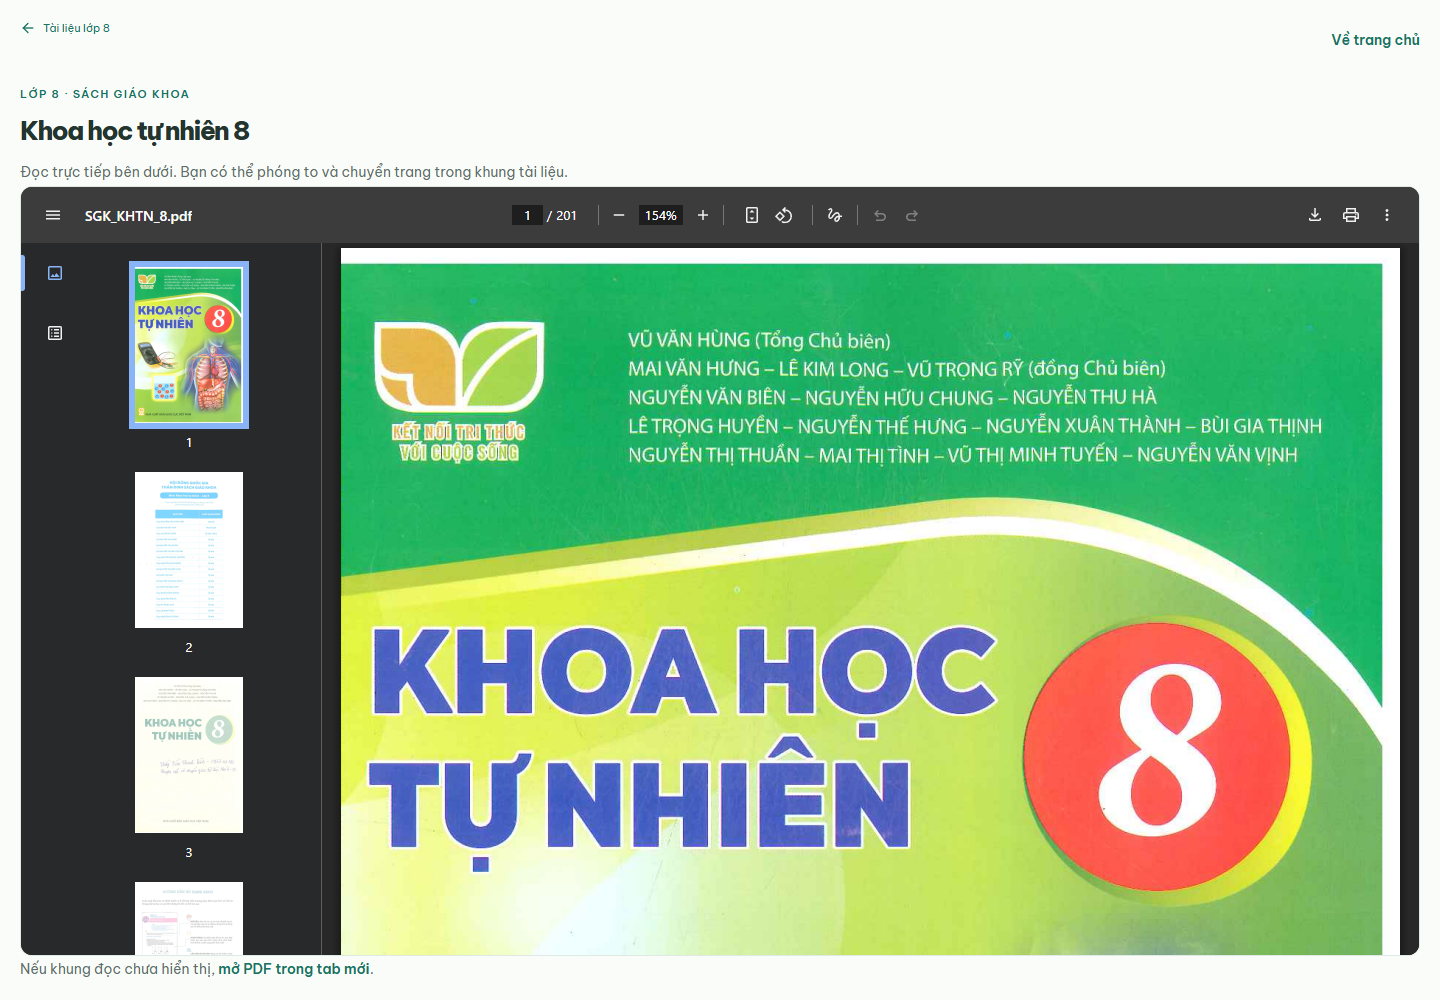 Tài liệu lớp 8
Về trang chủ
LỚP 8 · SÁCH GIÁO KHOA
Khoa học tự nhiên 8
Đọc trực tiếp bên dưới. Bạn có thể phóng to và chuyển trang trong khung tài liệu.
SGK_KHTN_8.pdf
1 / 201
154%
KHOA HỌC
TỰ NHIÊN
8
1
2
KHOA HỌC
TỰ NHIÊN
8
3
VŨ VĂN HÙNG (Tổng Chủ biên)
MAI VĂN HƯNG – LÊ KIM LONG – VŨ TRỌNG RỸ (đồng Chủ biên)
NGUYỄN VĂN BIÊN – NGUYỄN HỮU CHUNG – NGUYỄN THU HÀ
LÊ TRỌNG HUYỀN – NGUYỄN THẾ HƯNG – NGUYỄN XUÂN THÀNH – BÙI GIA THỊNH
NGUYỄN THỊ THUẦN – MAI THỊ TÌNH – VŨ THỊ MINH TUYẾN – NGUYỄN VĂN VỊNH
KẾT NỐI TRI THỨC
VỚI CUỘC SỐNG
KHOA HỌC
TỰ NHIÊN
8
Nếu khung đọc chưa hiển thị, mở PDF trong tab mới.